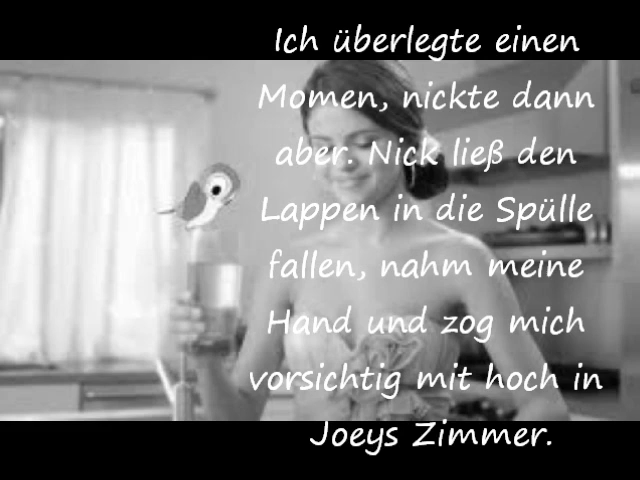 Ich überlegte einen
Momen, nickte dann
aber. Nick ließ den
Lappen in die Spülle
fallen, nahm meine
Hand und zog mich
vorsichtig mit hoch in
Joeys Zimmer.